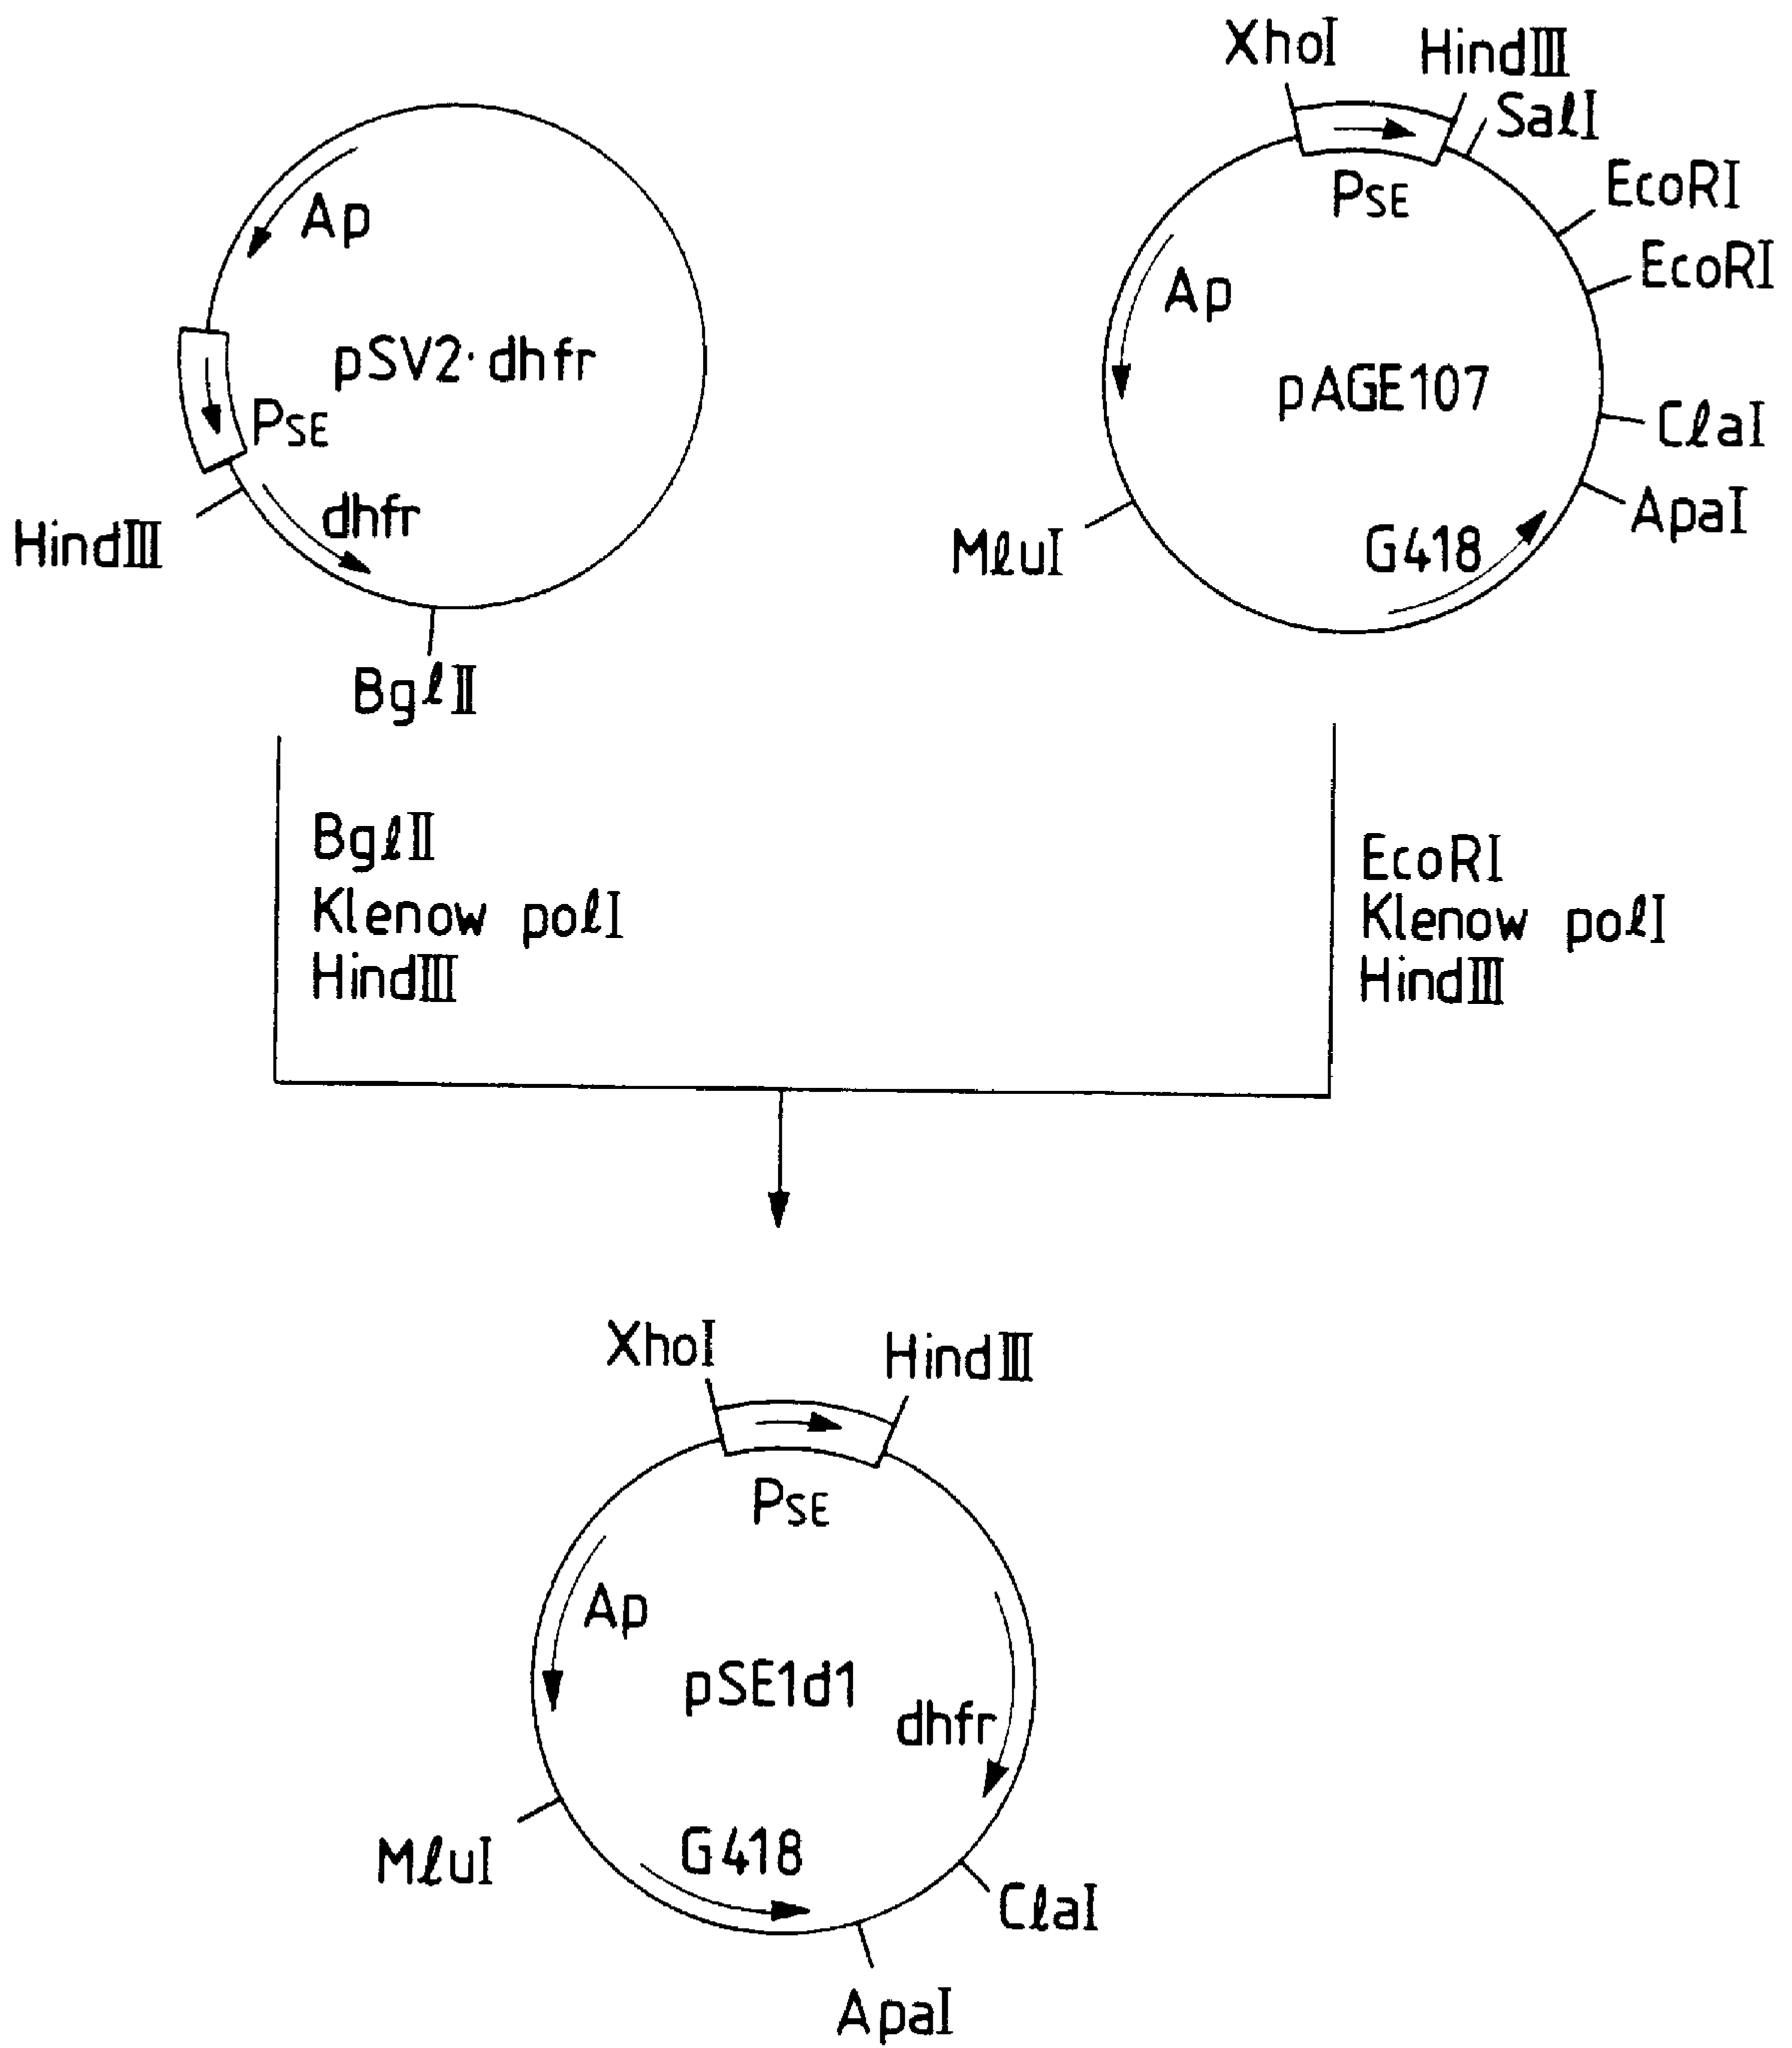 Ap
pSV2·dhfr
PSE
HindIII
dhfr
BglII
XhoI
HindIII
SalI
PSE
EcoRI
EcoRI
Ap
pAGE107
ClaI
ApaI
MluI
G418
BglII
Klenow polI
HindIII
EcoRI
Klenow polI
HindIII
XhoI
HindIII
PSE
Ap
pSE1d1
dhfr
MluI
G418
ClaI
ApaI